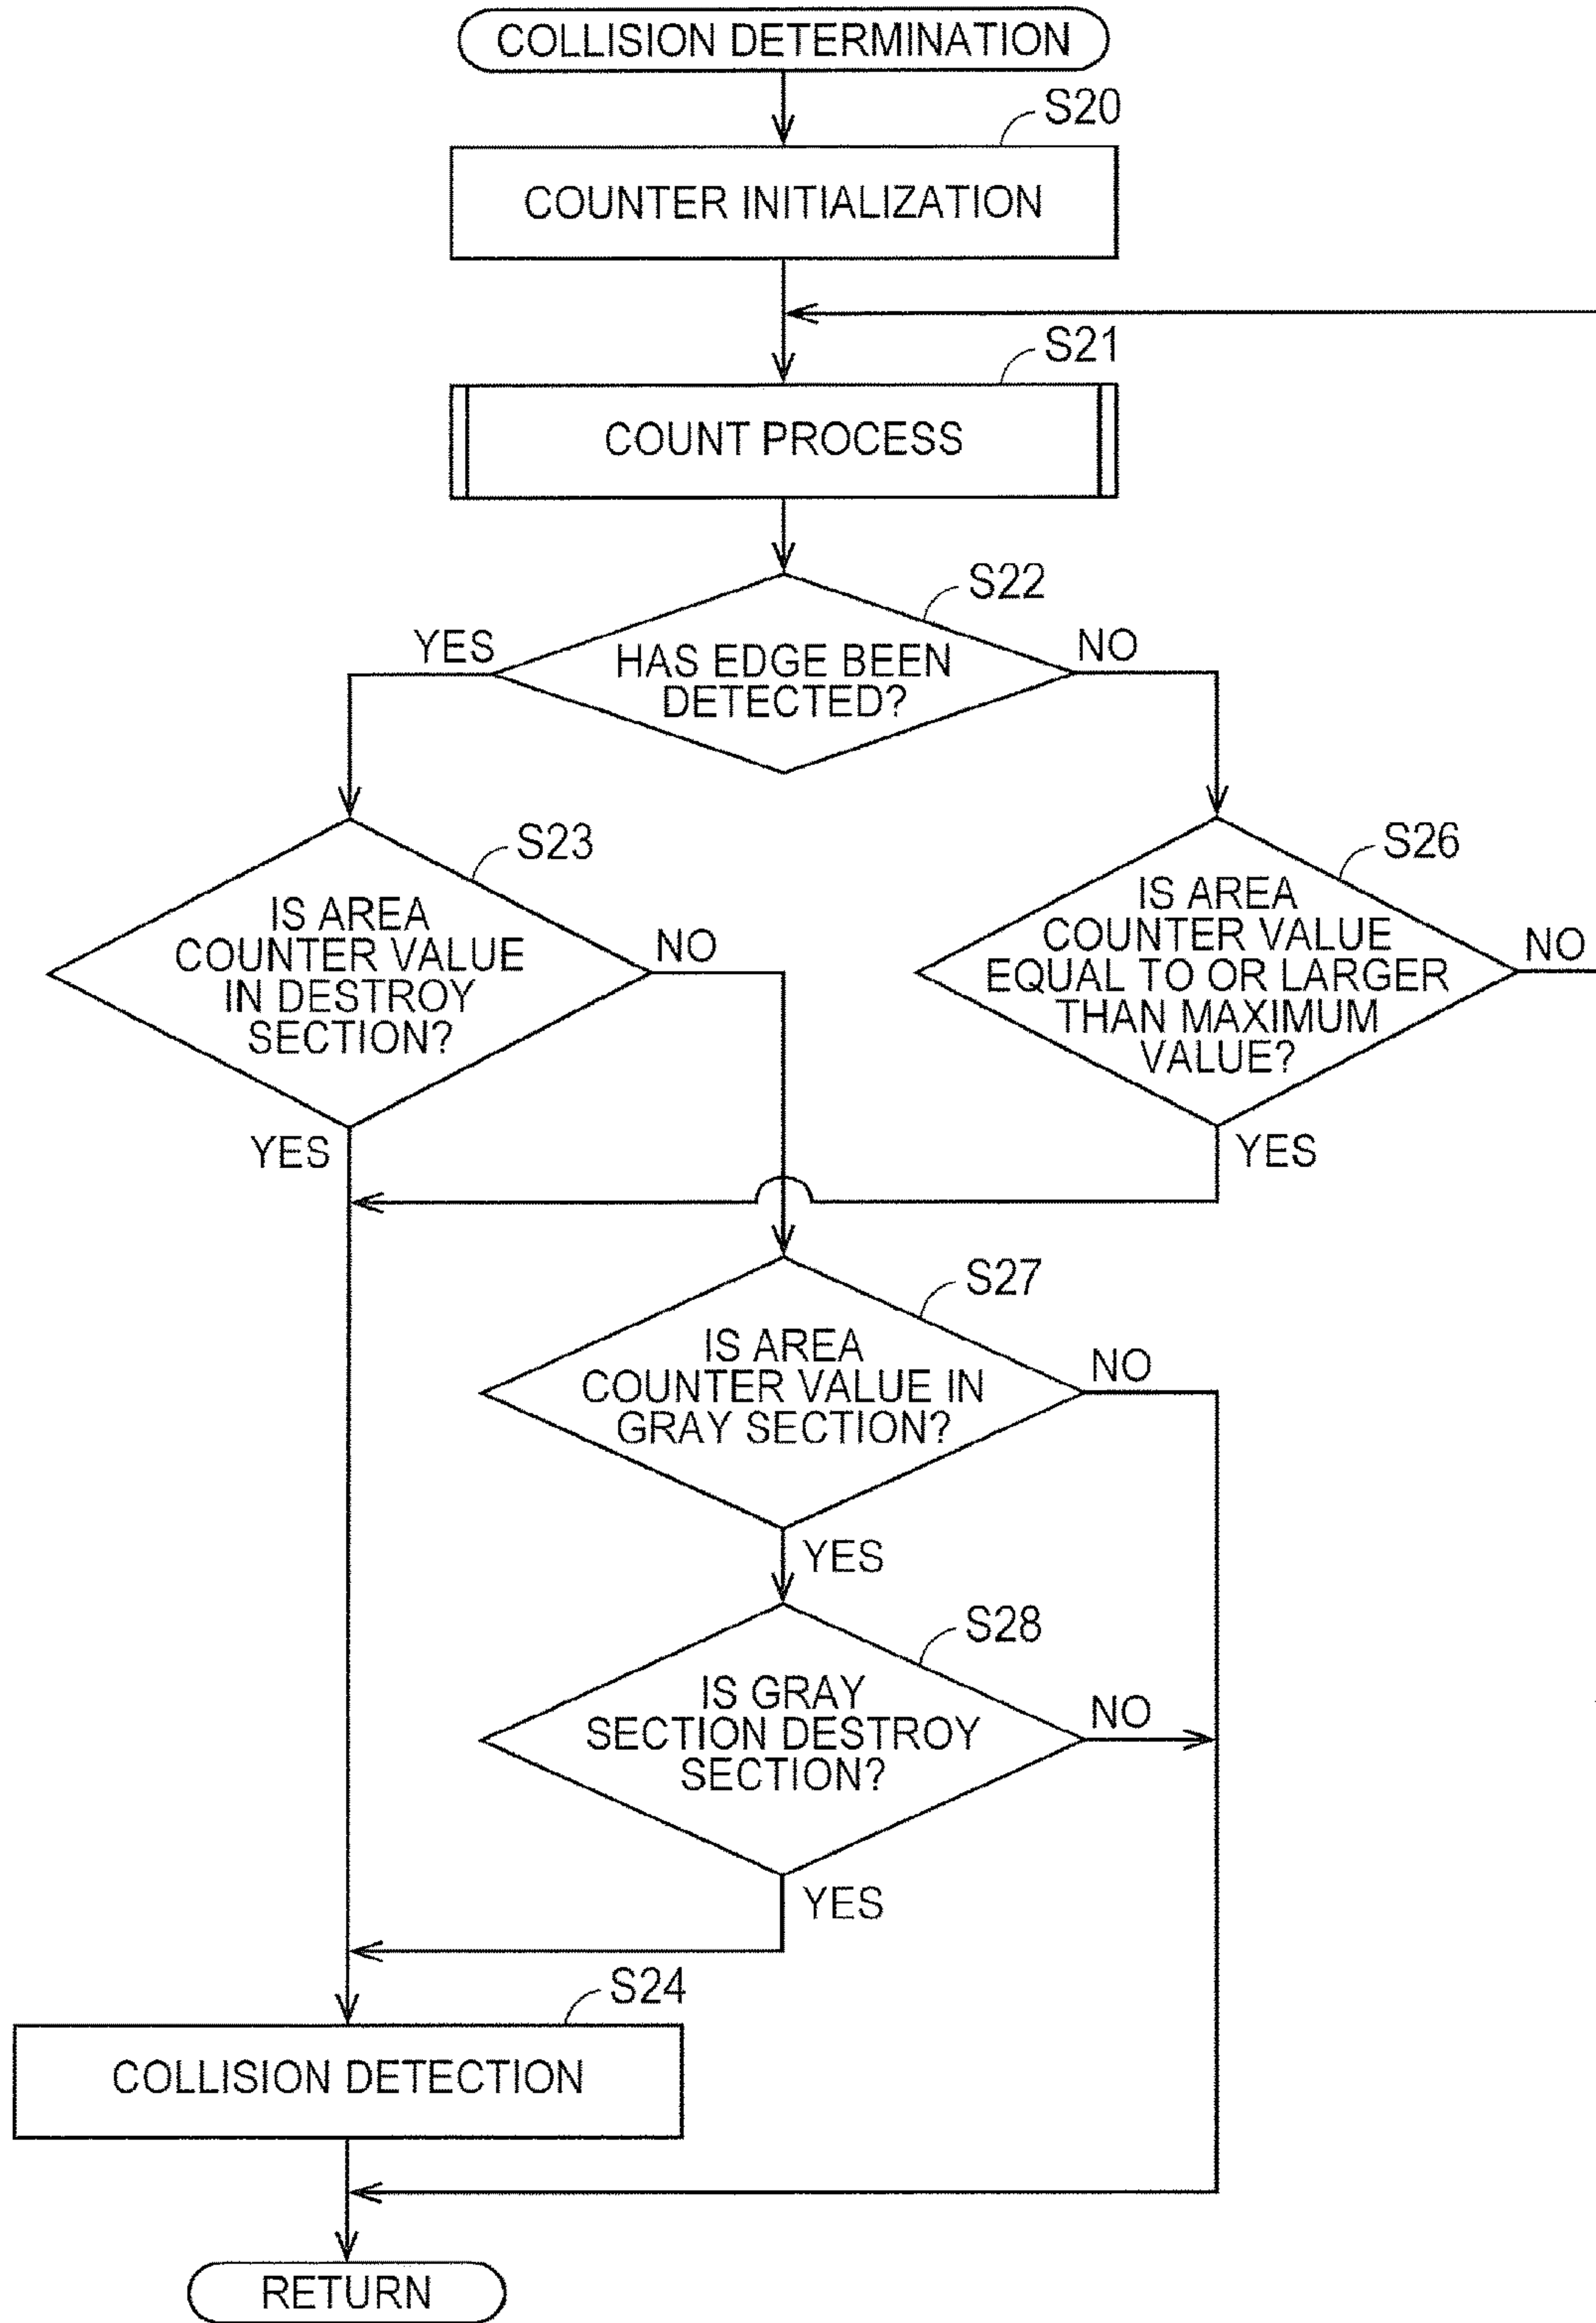 COLLISION DETERMINATION
S20
COUNTER INITIALIZATION
S21
COUNT PROCESS
S22
YES
HAS EDGE BEEN
DETECTED?
NO
S23
IS AREA
COUNTER VALUE
IN DESTROY
SECTION?
NO
YES
S26
IS AREA
COUNTER VALUE
EQUAL TO OR LARGER
THAN MAXIMUM
VALUE?
NO
YES
S27
IS AREA
COUNTER VALUE IN
GRAY SECTION?
NO
YES
S28
IS GRAY
SECTION DESTROY
SECTION?
NO
YES
S24
COLLISION DETECTION
RETURN